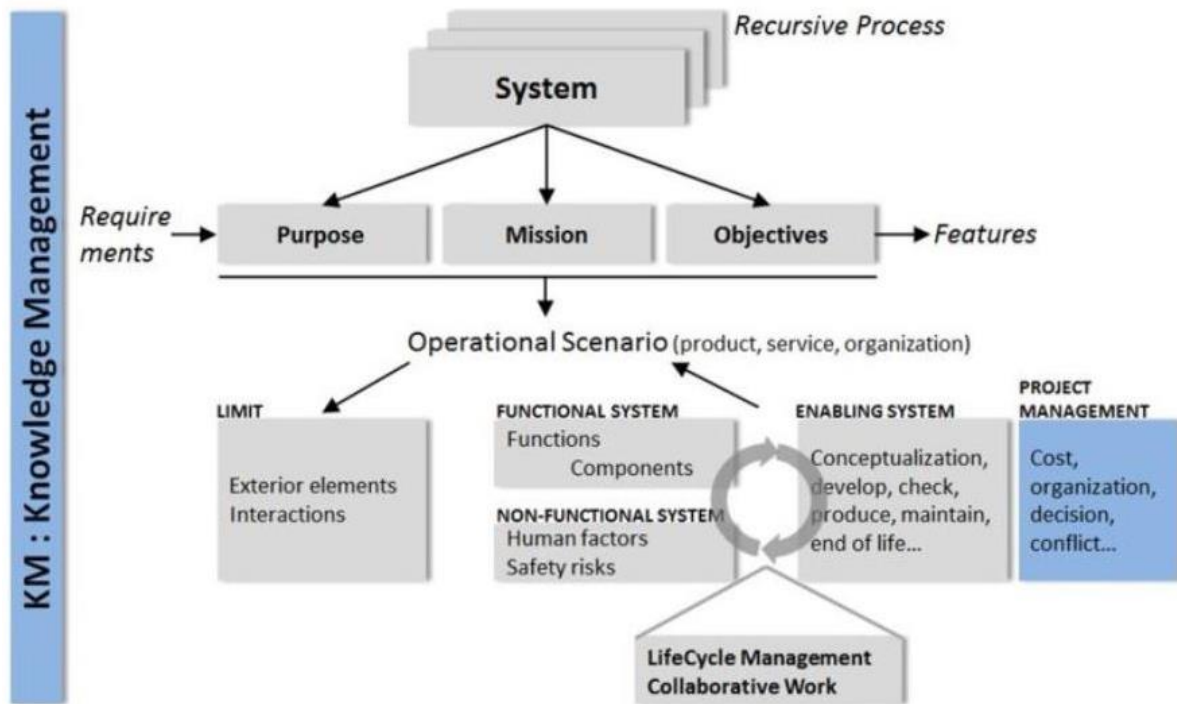 KM : Knowledge Management
Recursive Process
System
Require
ments
Purpose
Mission
Objectives
Features
Operational Scenario (product, service, organization)
LIMIT
Exterior elements
Interactions
FUNCTIONAL SYSTEM
Functions
Components
NON-FUNCTIONAL SYSTEM
Human factors
Safety risks
ENABLING SYSTEM
Conceptualization,
develop, check,
produce, maintain,
end of life...
PROJECT
MANAGEMENT
Cost,
organization,
decision,
conflict...
LifeCycle Management
Collaborative Work